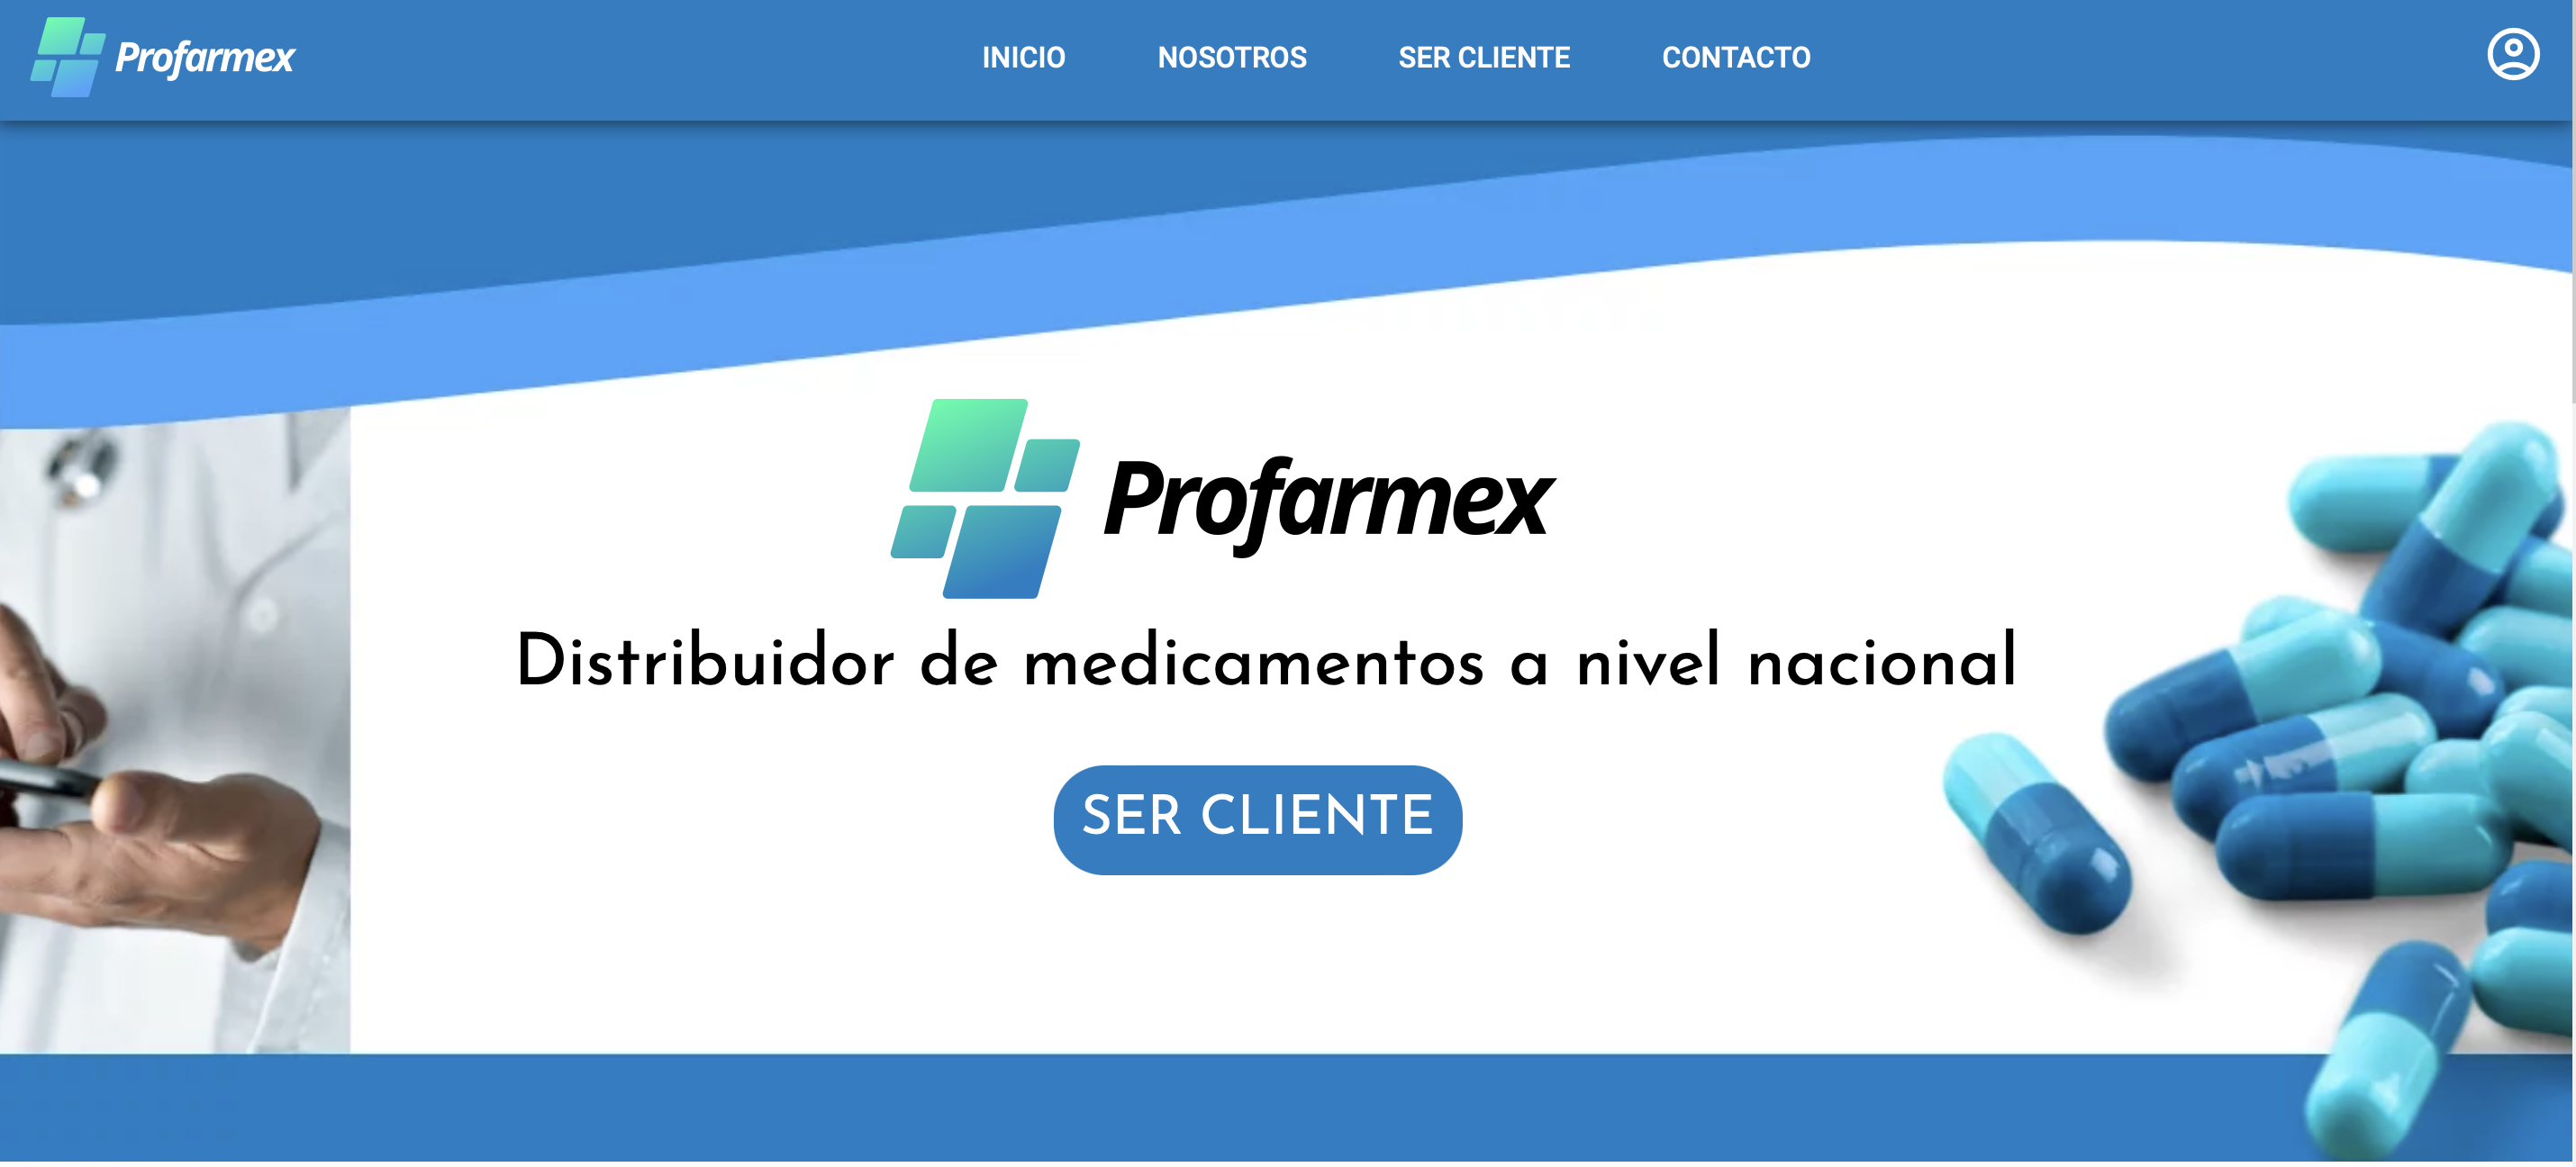 Profarmex
INICIO NOSOTROS SER CLIENTE CONTACTO
Profarmex
Distribuidor de medicamentos a nivel nacional
SER CLIENTE